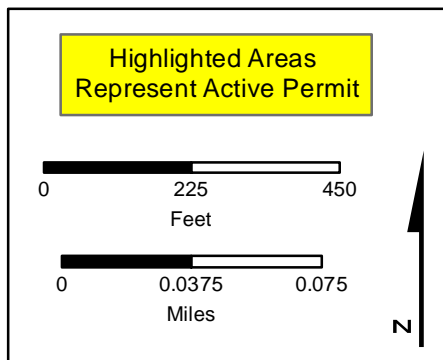 Highlighted Areas
Represent Active Permit
0 225 450
Feet
0 0.0375 0.075
Miles
N